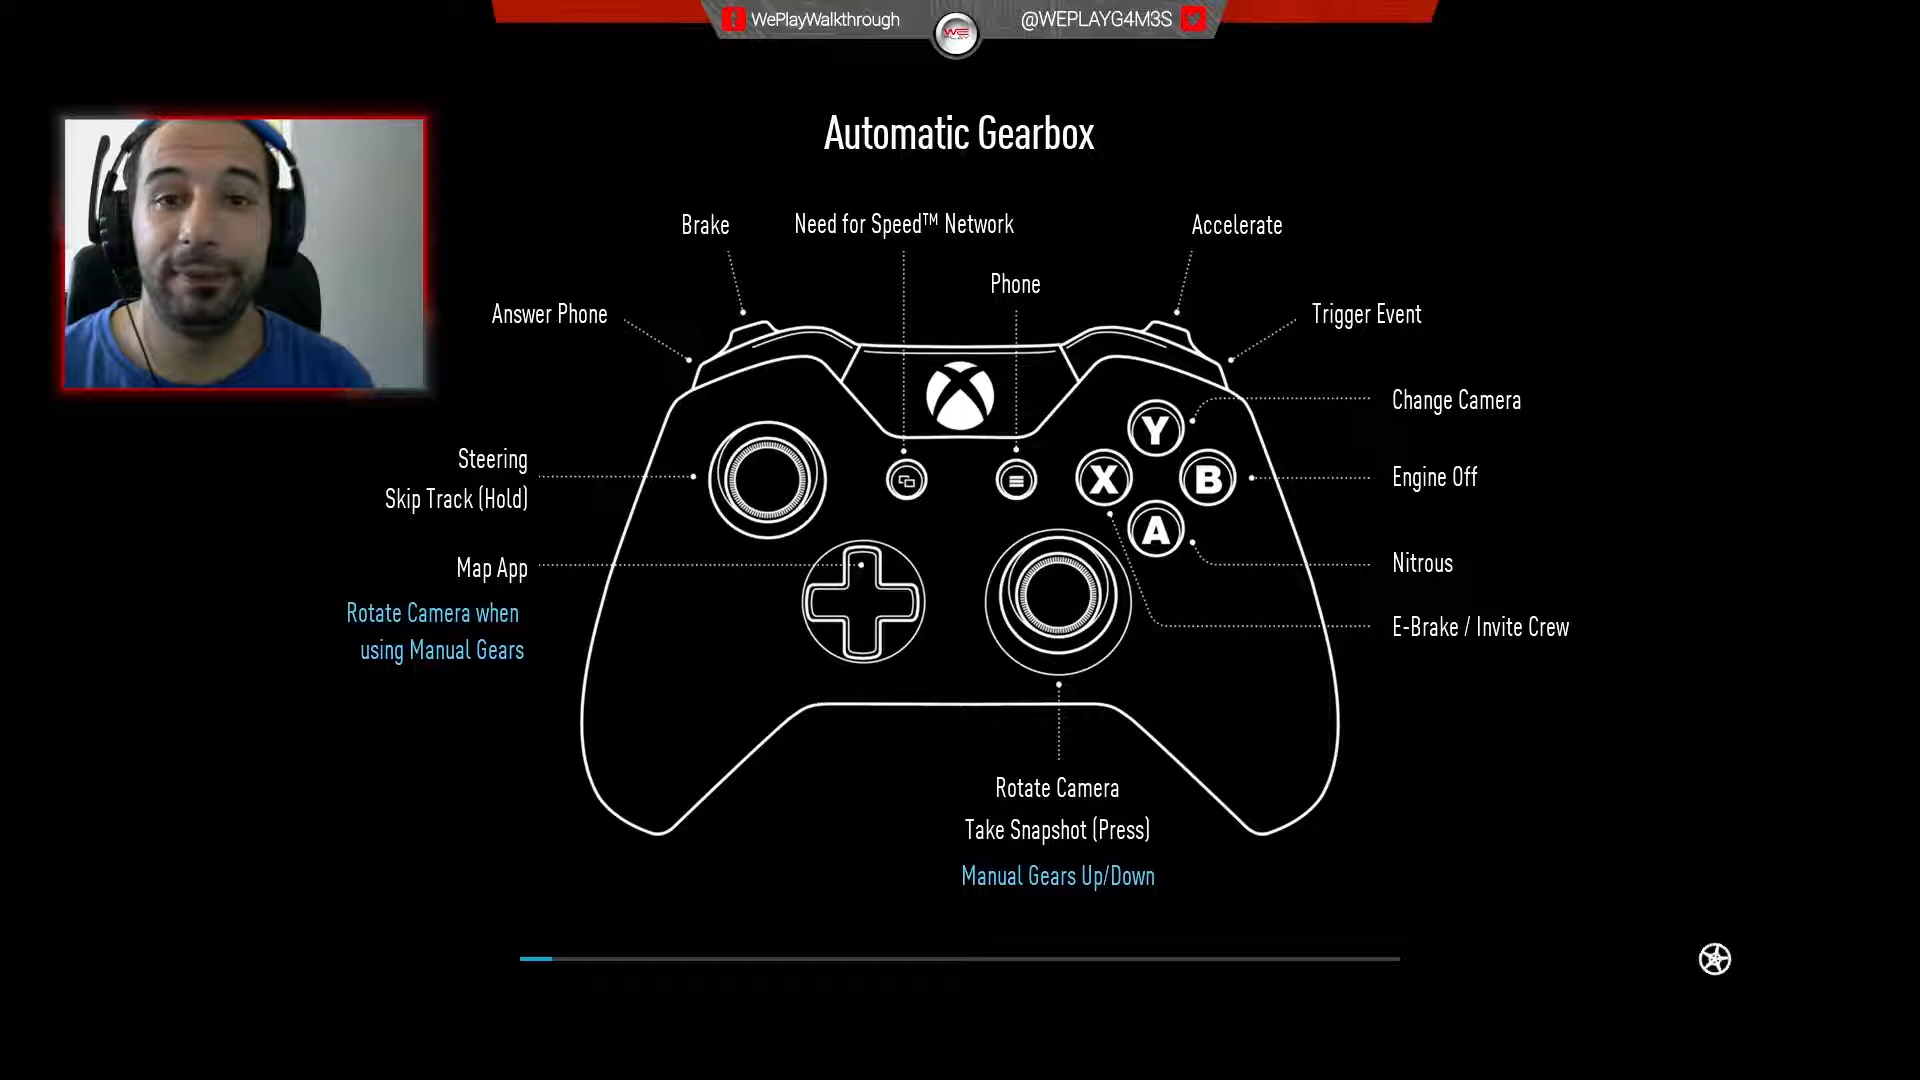 WePlayWalkthrough
WE
PLAY
@WEPLAYG4M3S
Automatic Gearbox
Brake
Need for Speed™ Network
Accelerate
Phone
Answer Phone
Trigger Event
Change Camera
Y
Steering
X
B
Engine Off
Skip Track (Hold)
A
Map App
Nitrous
Rotate Camera when
using Manual Gears
E-Brake / Invite Crew
Rotate Camera
Take Snapshot (Press)
Manual Gears Up/Down